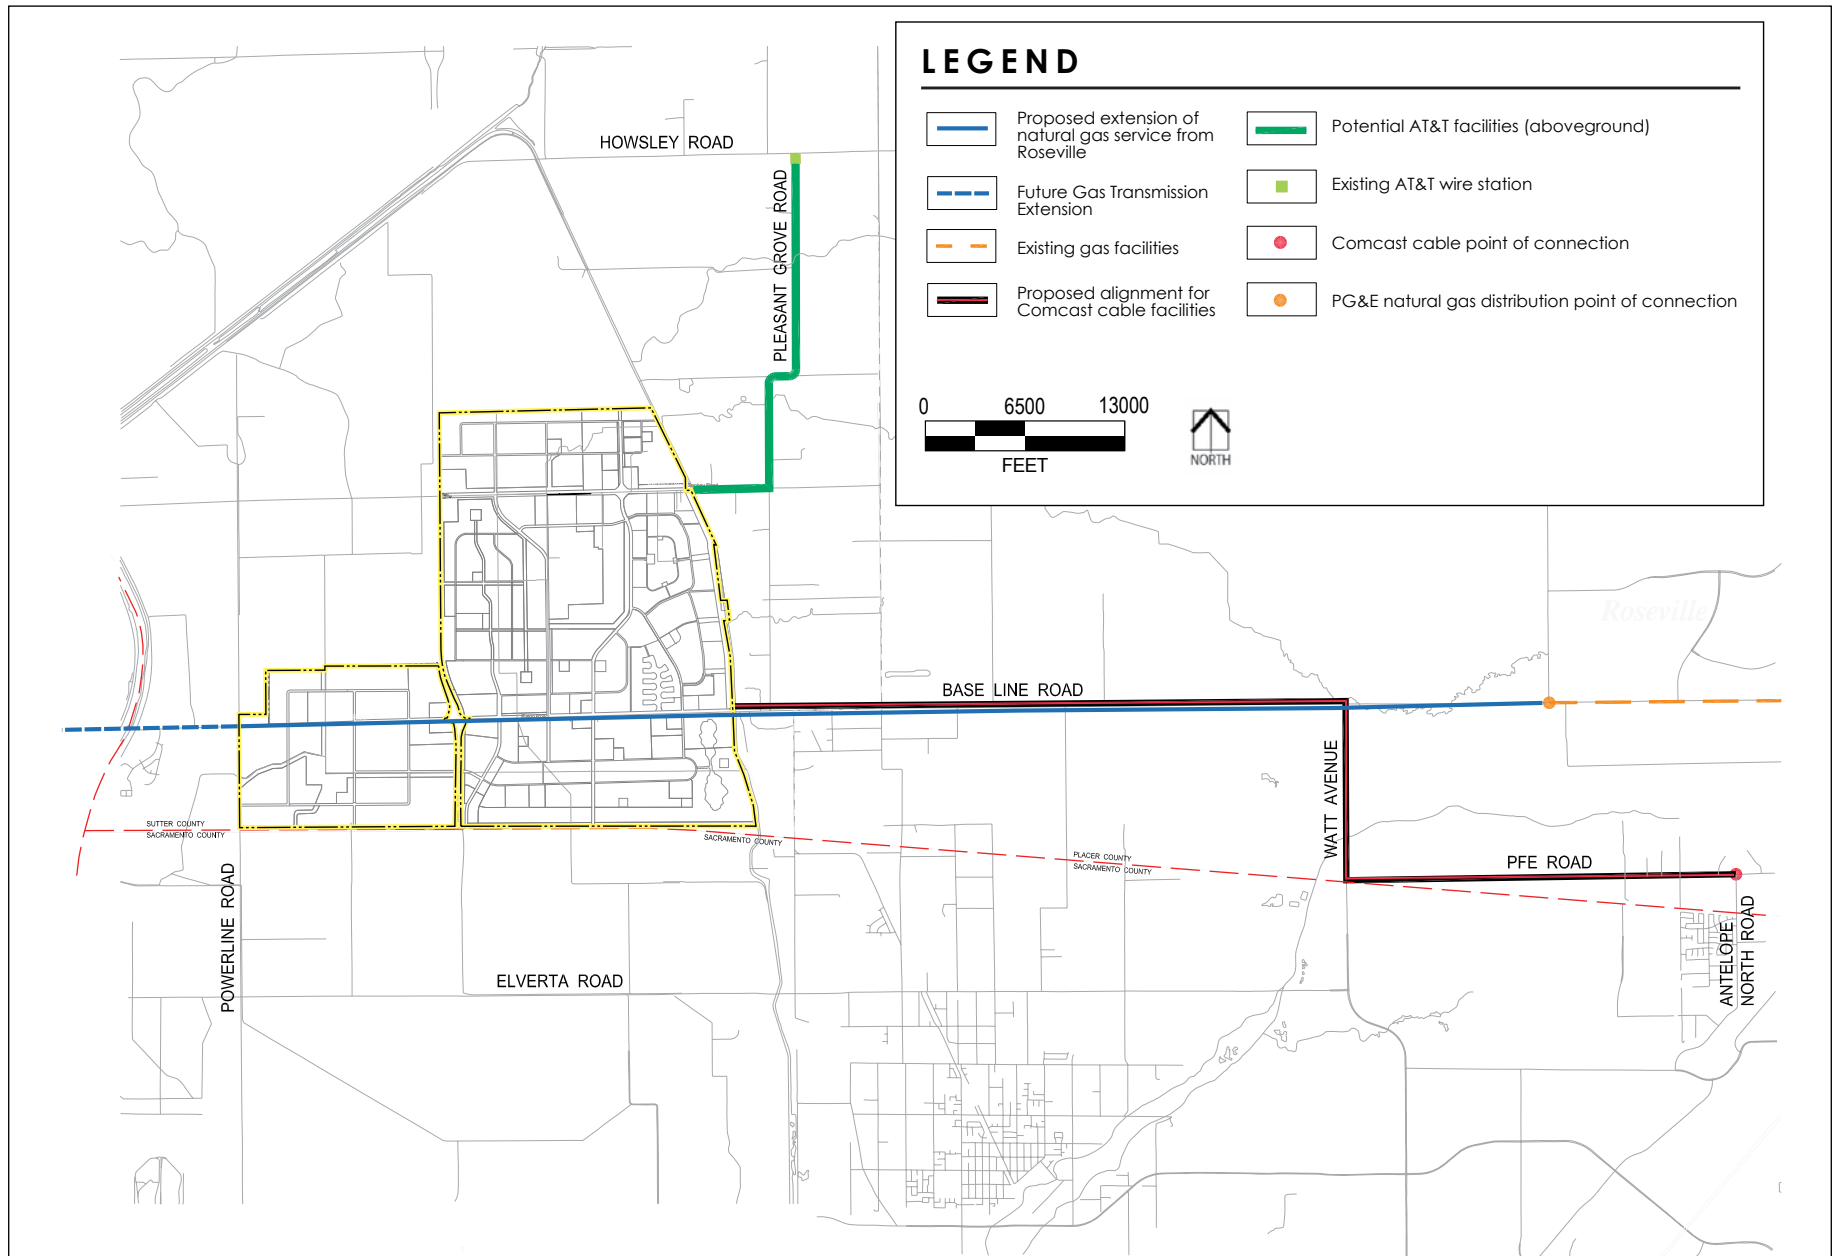 LEGEND
Proposed extension of
natural gas service from
Roseville
Future Gas Transmission
Extension
Existing gas facilities
Proposed alignment for
Comcast cable facilities
Potential AT&T facilities (aboveground)
Existing AT&T wire station
Comcast cable point of connection
PG&E natural gas distribution point of connection
0 6500 13000
FEET
NORTH
HOWSLEY ROAD
PLEASANT GROVE ROAD
Roseville
BASE LINE ROAD
WATT AVENUE
SUTTER COUNTY
SACRAMENTO COUNTY
SACRAMENTO COUNTY
PLACER COUNTY
SACRAMENTO COUNTY
PFE ROAD
POWERLINE ROAD
ELVERTA ROAD
ANTELOPE
NORTH ROAD